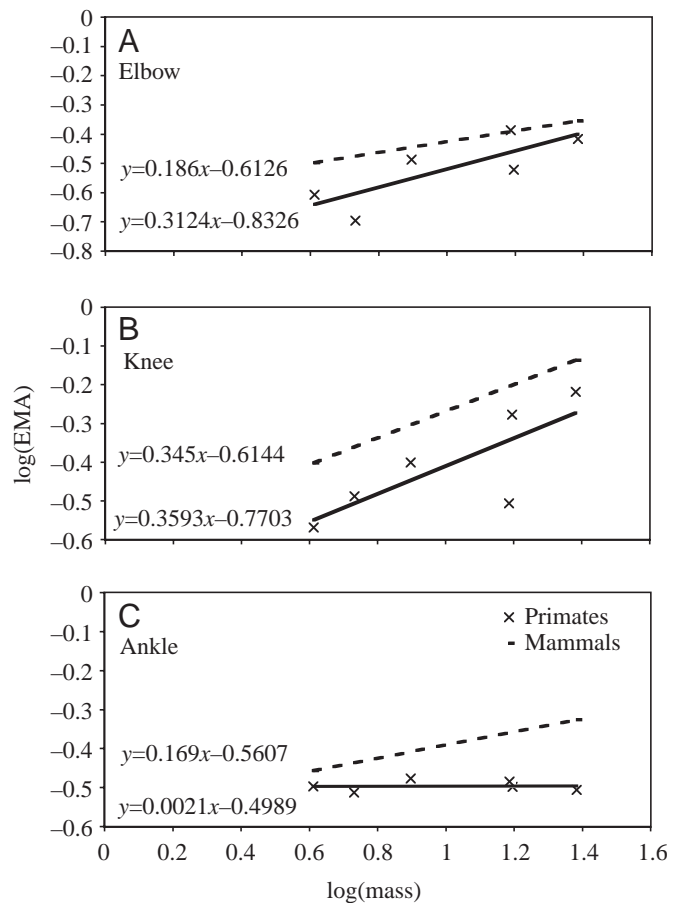 0
–0.1
–0.2
–0.3
–0.4
–0.5
–0.6
–0.7
–0.8
A
Elbow
y=0.186x–0.6126
y=0.3124x–0.8326
0
–0.1
–0.2
–0.3
–0.4
–0.5
–0.6
B
Knee
y=0.345x–0.6144
y=0.3593x–0.7703
log(EMA)
0
–0.1
–0.2
–0.3
–0.4
–0.5
–0.6
C
Ankle
× Primates
- Mammals
y=0.169x–0.5607
y=0.0021x–0.4989
0 0.2 0.4 0.6 0.8 1 1.2 1.4 1.6
log(mass)